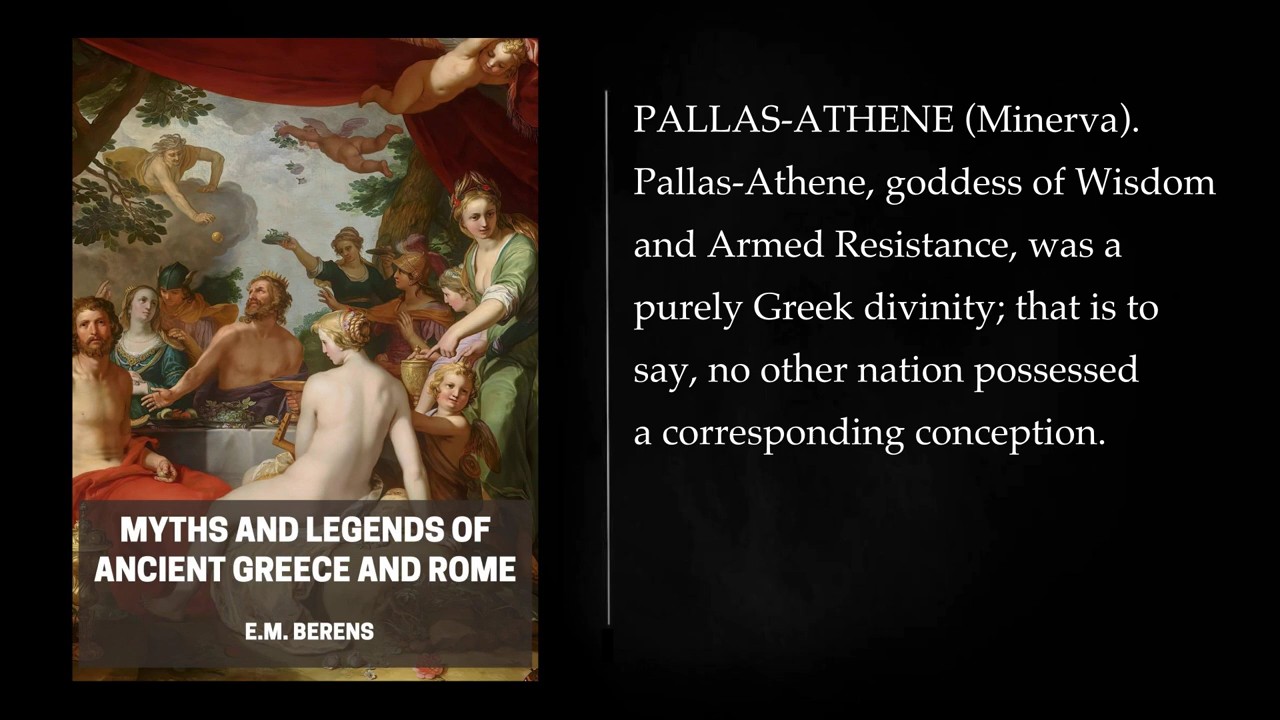 MYTHS AND LEGENDS OF
ANCIENT GREECE AND ROME
E.M. BERENS
PALLAS-ATHENE (Minerva).
Pallas-Athene, goddess of Wisdom
and Armed Resistance, was a
purely Greek divinity; that is to
say, no other nation possessed
a corresponding conception.